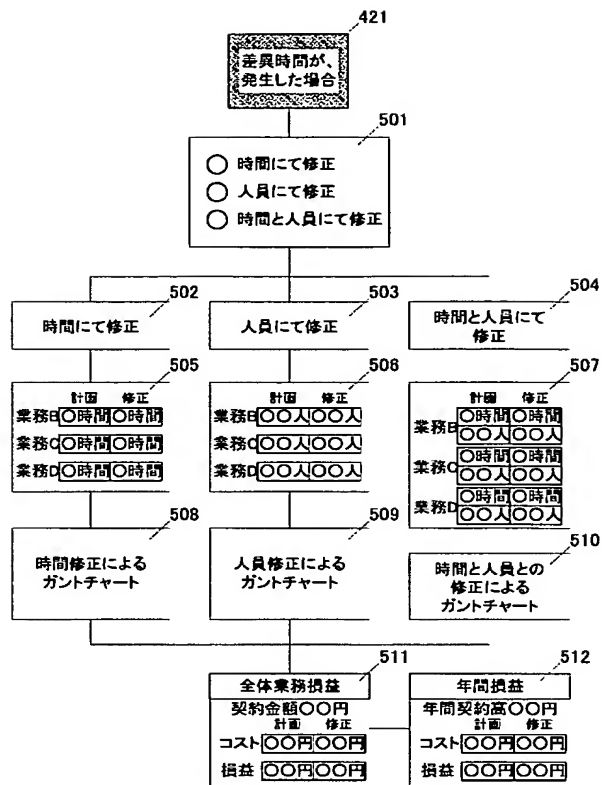 421
差異時間が、
発生した場合
501
○ 時間にて修正
○ 人員にて修正
○ 時間と人員にて修正
502
時間にて修正
503
人員にて修正
504
時間と人員にて
修正
505
計画 修正
業務B ○時間 ○時間
業務C ○時間 ○時間
業務D ○時間 ○時間
506
計画 修正
業務B ○○人 ○○人
業務C ○○人 ○○人
業務D ○○人 ○○人
507
計画 修正
業務B ○時間 ○時間
○○人 ○○人
業務C ○時間 ○時間
○○人 ○○人
業務D ○時間 ○時間
○○人 ○○人
508
時間修正による
ガントチャート
509
人員修正による
ガントチャート
510
時間と人員との
修正による
ガントチャート
511
全体業務損益
契約金額○○円
計画 修正
コスト ○○円 ○○円
損益 ○○円 ○○円
512
年間損益
年間契約高○○円
計画 修正
コスト ○○円 ○○円
損益 ○○円 ○○円